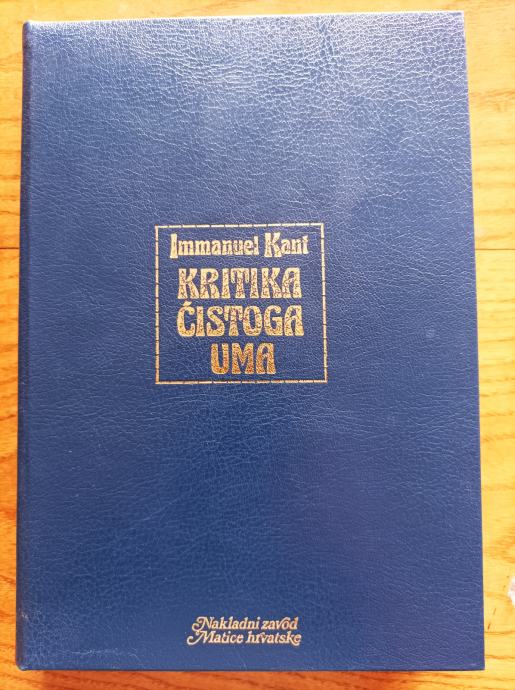 Immanuel Kant
KRITIKA
ČISTOGA
UMA
Nakladni zavod
Matice hrvatske